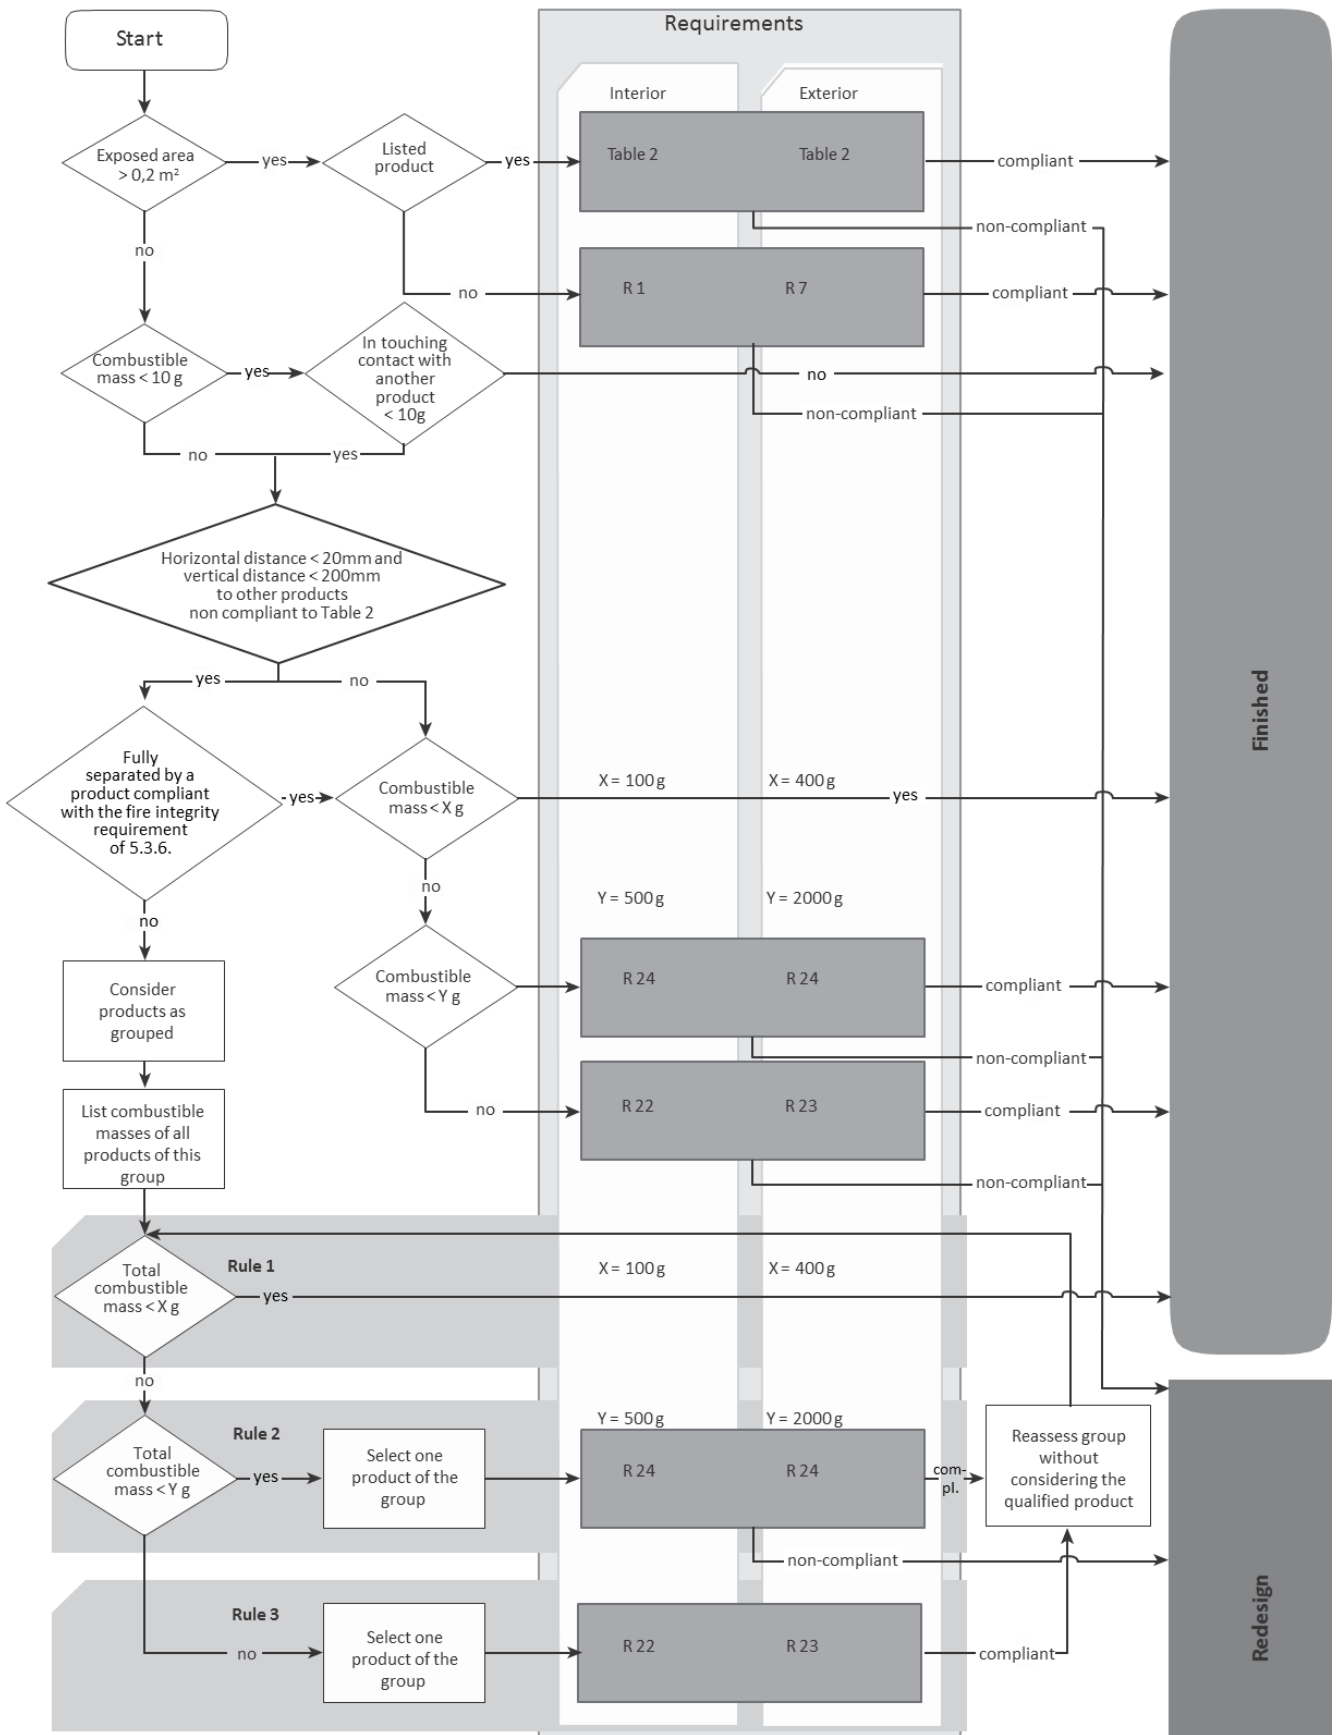 Requirements
Start
Interior
Exterior
Exposed area
> 0,2 m²
yes
Listed
product
yes
Table 2
Table 2
compliant
non-compliant
no
no
R 1
R 7
compliant
Combustible
mass < 10 g
yes
In touching
contact with
another
product
< 10g
no
non-compliant
no
yes
Horizontal distance < 20mm and
vertical distance < 200mm
to other products
non compliant to Table 2
yes
no
Fully
separated by a
product compliant
with the fire integrity
requirement
of 5.3.6.
yes
Combustible
mass < X g
X = 100 g
X = 400 g
yes
no
no
Y = 500 g
Y = 2000 g
Consider
products as
grouped
Combustible
mass < Y g
R 24
R 24
compliant
non-compliant
List combustible
masses of all
products of this
group
no
R 22
R 23
compliant
non-compliant
Rule 1
Total
combustible
mass < X g
yes
X = 100 g
X = 400 g
no
Rule 2
Total
combustible
mass < Y g
yes
Select one
product of the
group
Y = 500 g
Y = 2000 g
R 24
R 24
com-
pl.
Reassess group
without
considering the
qualified product
non-compliant
Rule 3
no
Select one
product of the
group
R 22
R 23
compliant
Finished
Redesign